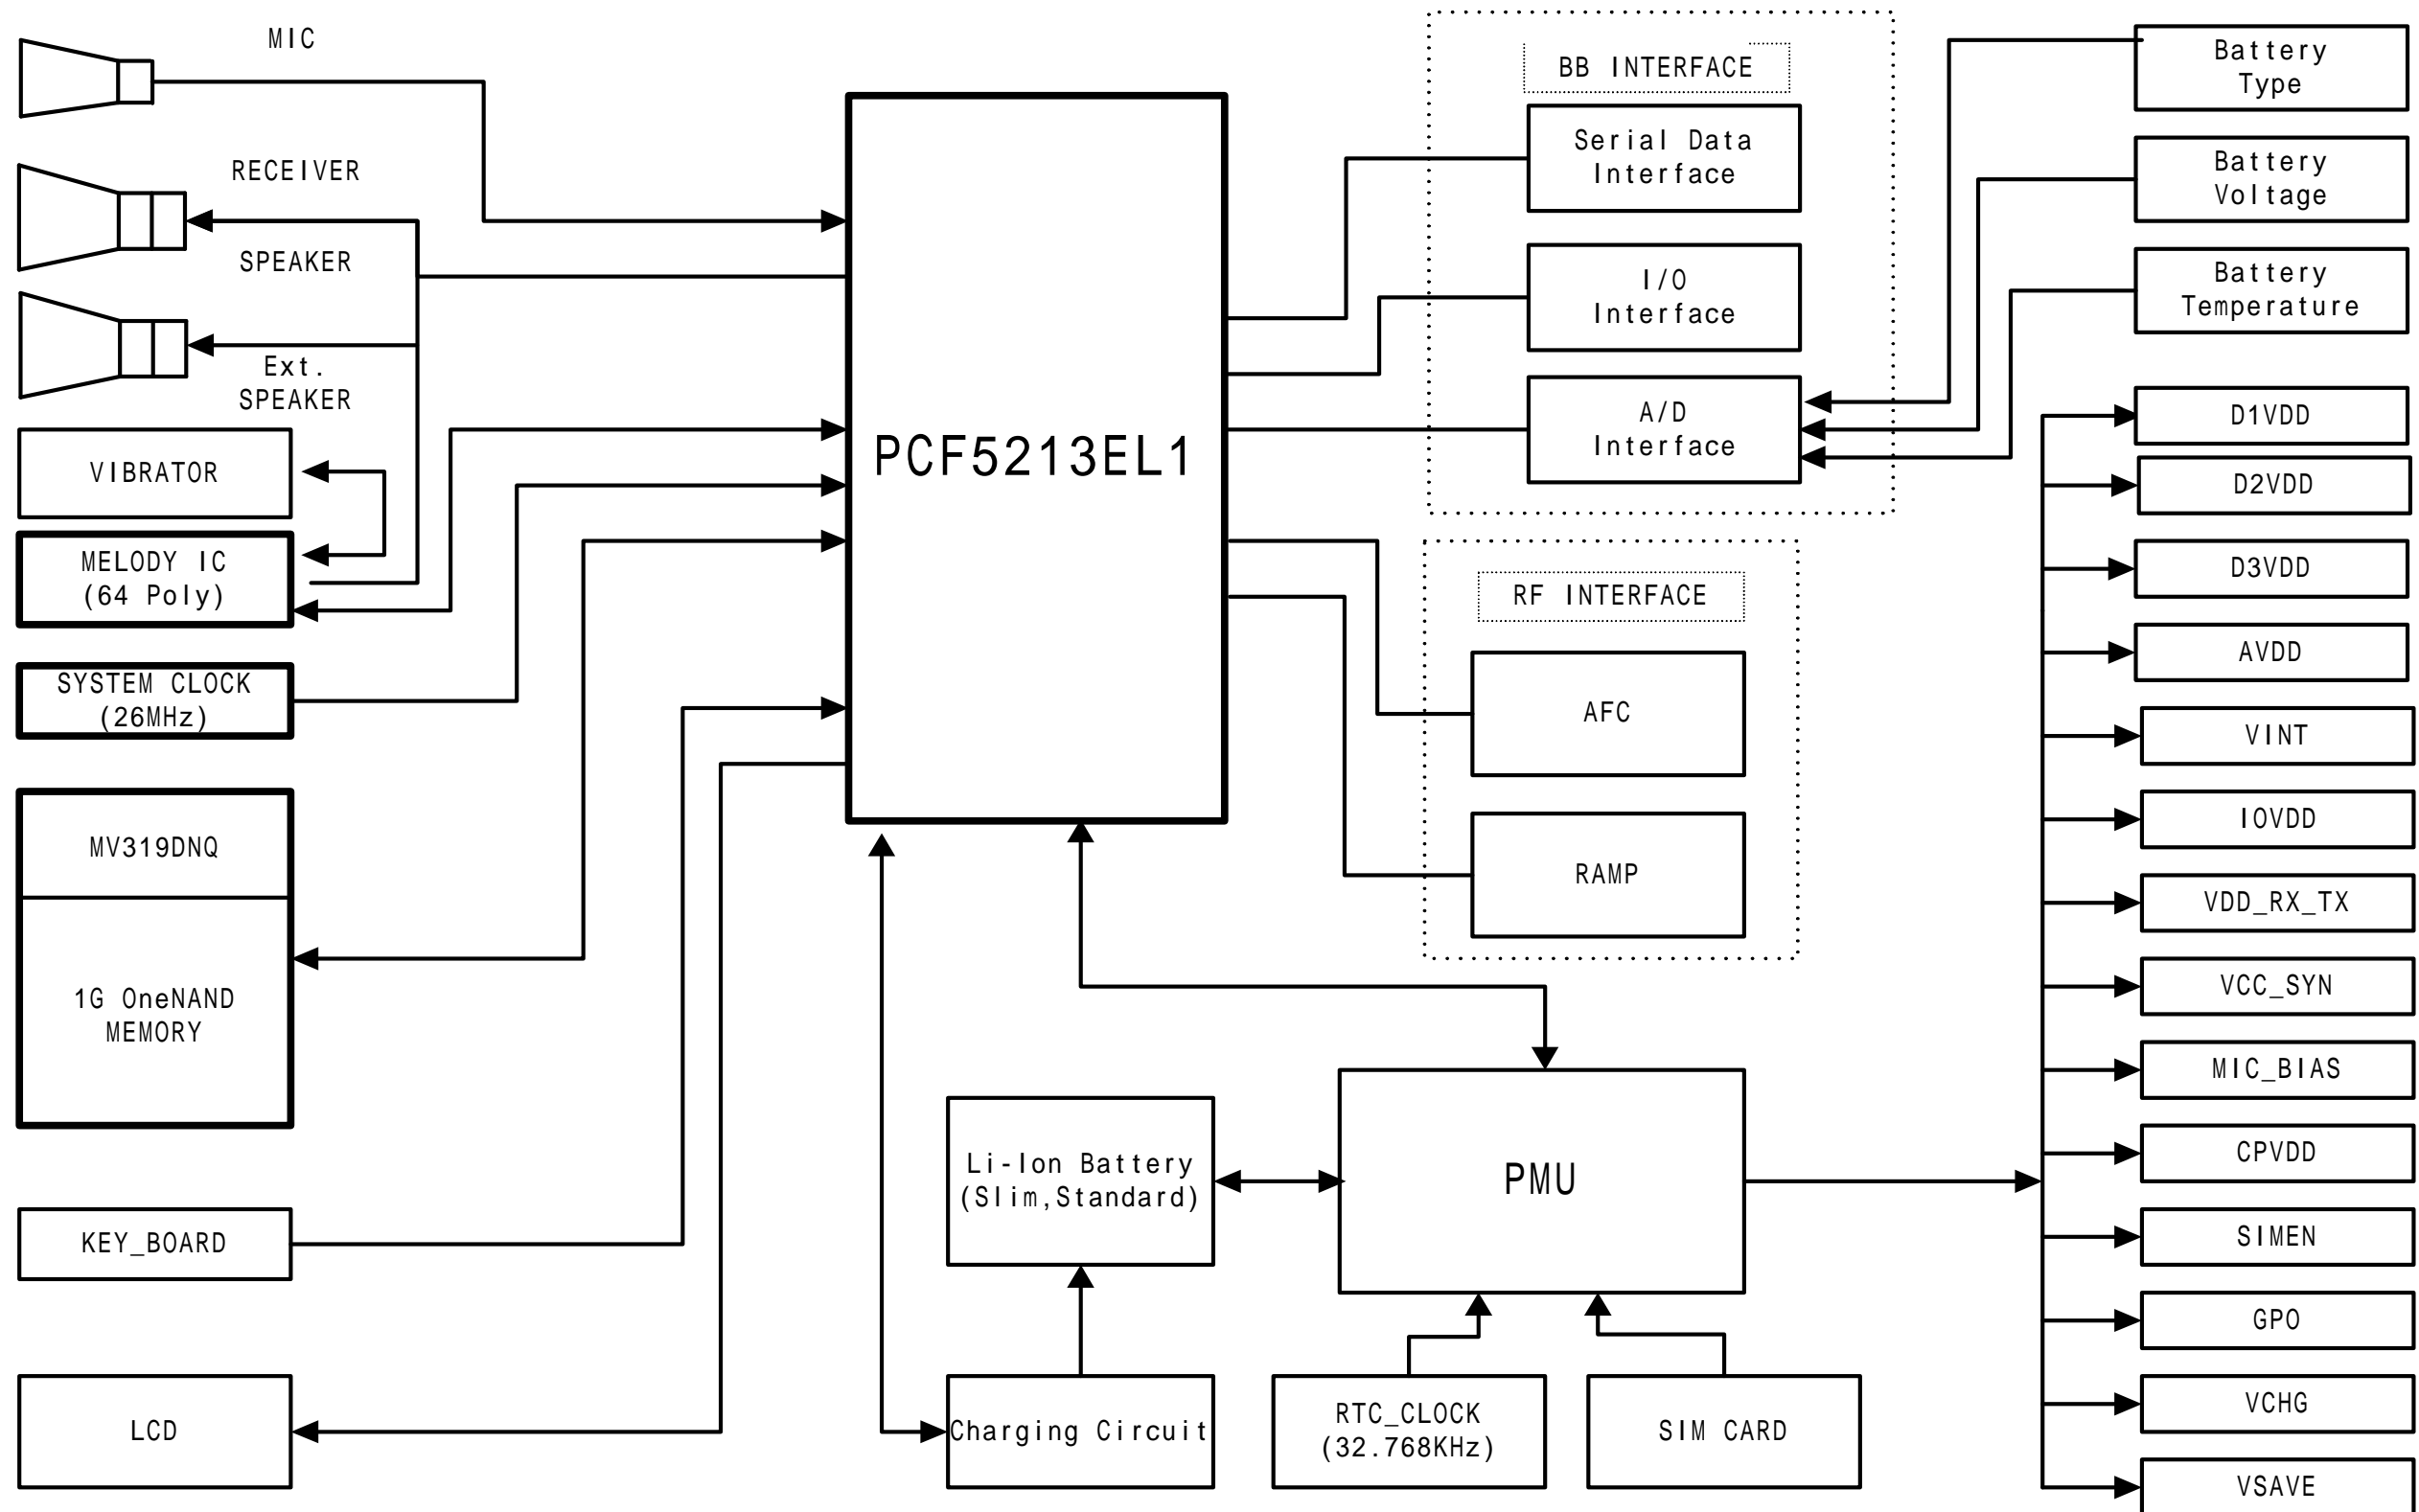 MIC
RECEIVER
SPEAKER
Ext.
SPEAKER
VIBRATOR
MELODY IC
(64 Poly)
SYSTEM CLOCK
(26MHz)
MV319DNQ
1G OneNAND
MEMORY
KEY_BOARD
LCD
PCF5213EL1
BB INTERFACE
Serial Data
Interface
I/O
Interface
A/D
Interface
RF INTERFACE
AFC
RAMP
Li-Ion Battery
(Slim,Standard)
PMU
Charging Circuit
RTC_CLOCK
(32.768KHz)
SIM CARD
Battery
Type
Battery
Voltage
Battery
Temperature
D1VDD
D2VDD
D3VDD
AVDD
VINT
IOVDD
VDD_RX_TX
VCC_SYN
MIC_BIAS
CPVDD
SIMEN
GPO
VCHG
VSAVE